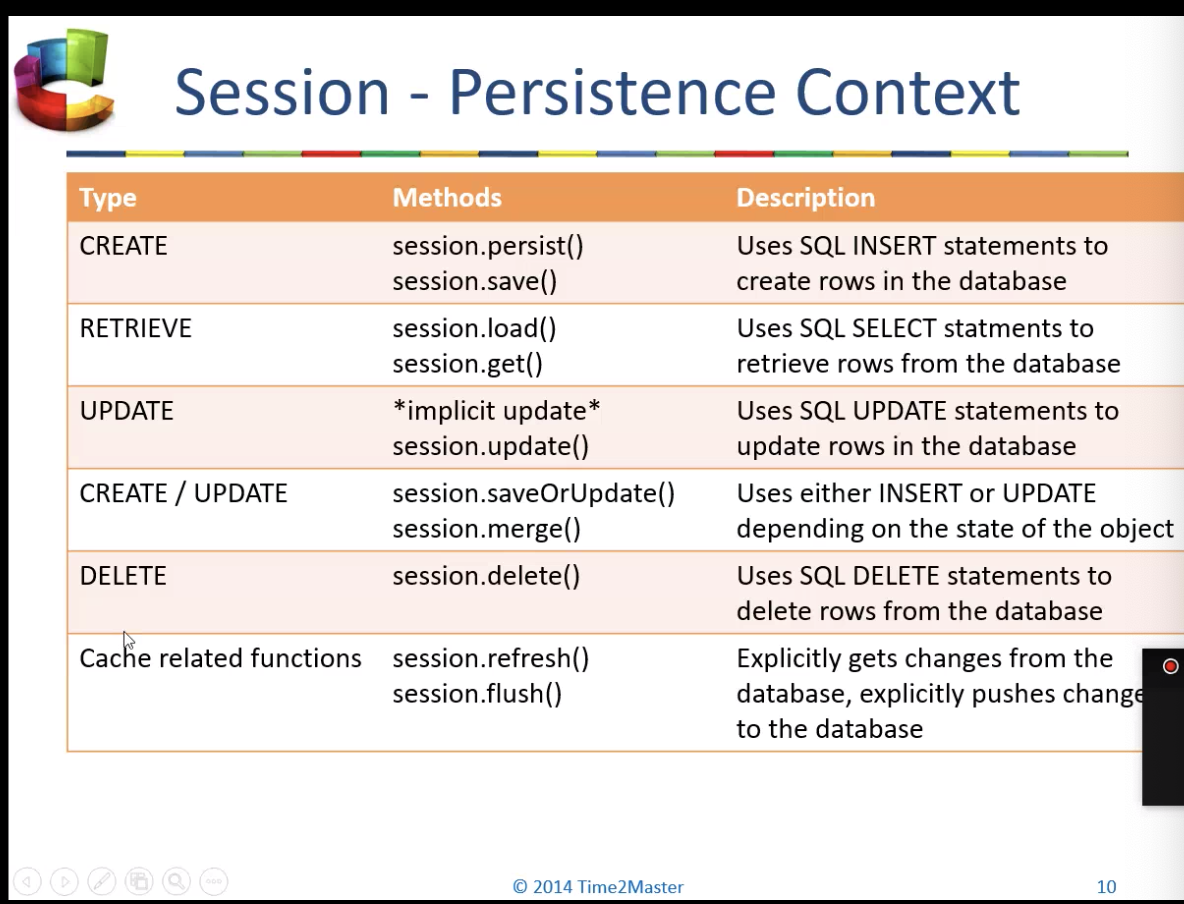 Session - Persistence Context
Type Methods Description
CREATE session.persist() Uses SQL INSERT statements to
session.save() create rows in the database
RETRIEVE session.load() Uses SQL SELECT statments to
session.get() retrieve rows from the database
UPDATE *implicit update* Uses SQL UPDATE statements to
session.update() update rows in the database
CREATE / UPDATE session.saveOrUpdate() Uses either INSERT or UPDATE
session.merge() depending on the state of the object
DELETE session.delete() Uses SQL DELETE statements to
delete rows from the database
Cache related functions session.refresh() Explicitly gets changes from the
session.flush() database, explicitly pushes change
to the database
© 2014 Time2Master 10